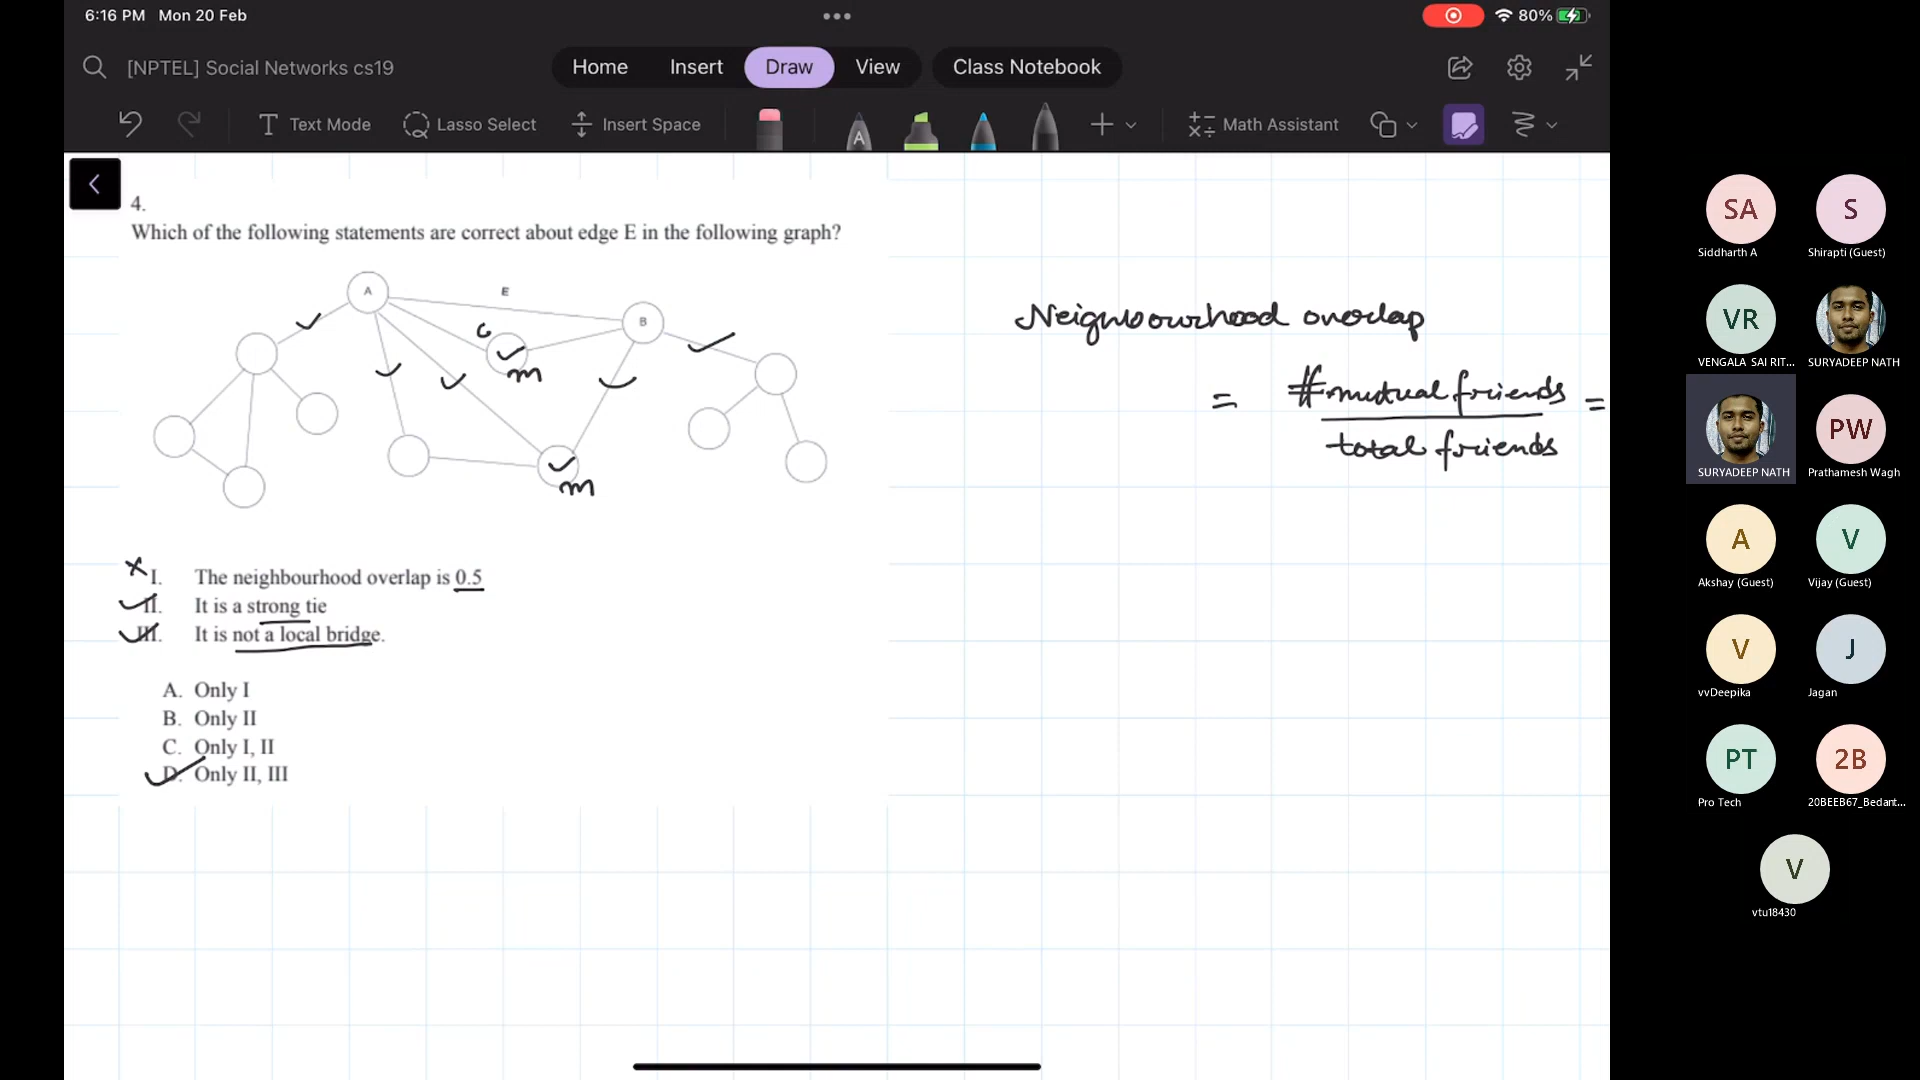 6:16 PM Mon 20 Feb
80%
[NPTEL] Social Networks cs19
Home Insert Draw View Class Notebook
Text Mode Lasso Select Insert Space A Math Assistant
4.
Which of the following statements are correct about edge E in the following graph?
A
E
B
C
m
m
I. The neighbourhood overlap is 0.5
II. It is a strong tie
III. It is not a local bridge.
A. Only I
B. Only II
C. Only I, II
D. Only II, III
Neighbourhood overlap
= #mutual friends =
total friends
SA S
Siddharth A Shirapti (Guest)
VR
VENGALA SAI RIT... SURYADEEP NATH
PW
SURYADEEP NATH Prathamesh Wagh
A V
Akshay (Guest) Vijay (Guest)
V J
vvDeepika Jagan
PT 2B
Pro Tech 20BEEB67_Bedant...
V
vtu18430